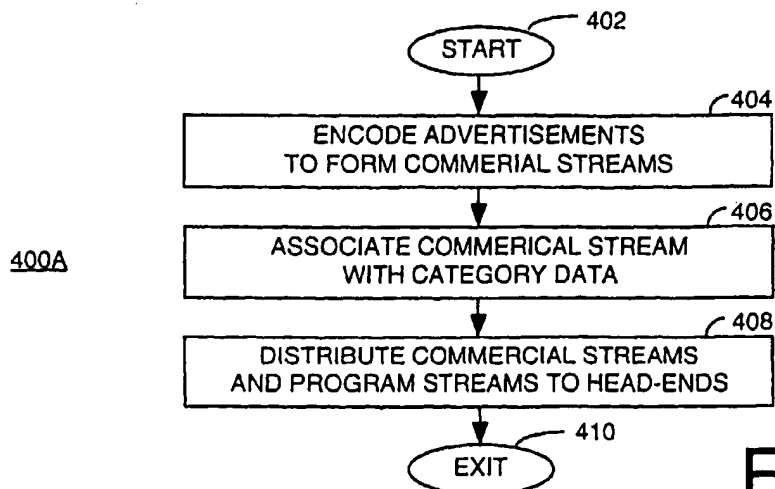 START
402
404
ENCODE ADVERTISEMENTS
TO FORM COMMERIAL STREAMS
406
400A
ASSOCIATE COMMERICAL STREAM
WITH CATEGORY DATA
408
DISTRIBUTE COMMERCIAL STREAMS
AND PROGRAM STREAMS TO HEAD-ENDS
410
EXIT